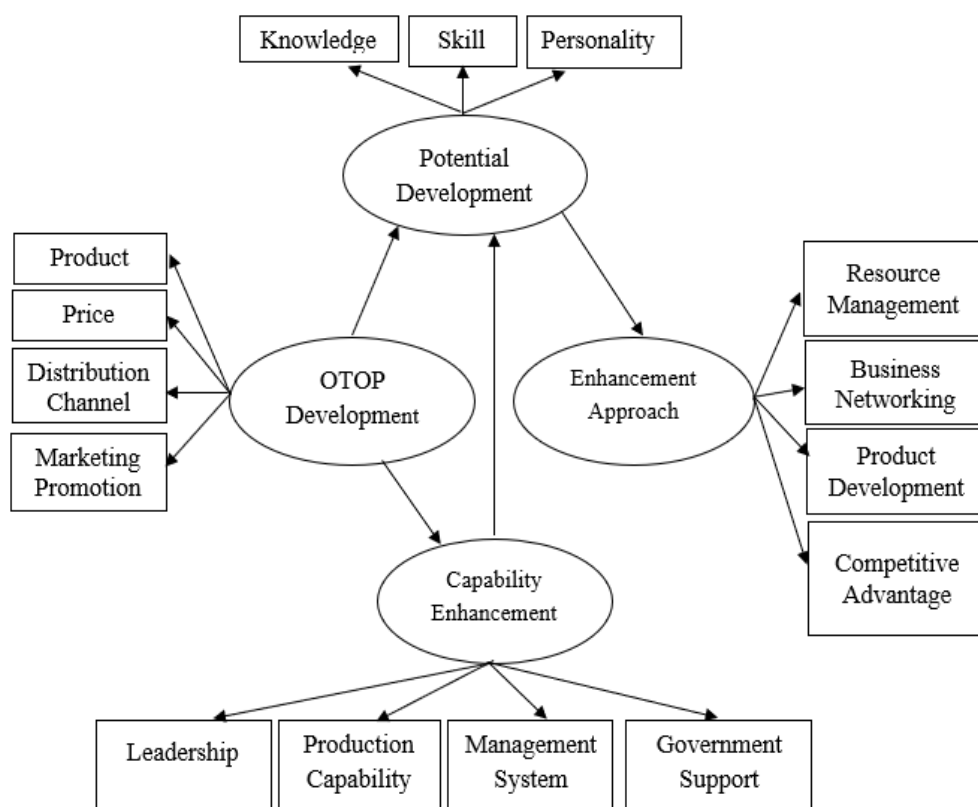 Knowledge
Skill
Personality
Potential
Development
Product
Price
Distribution
Channel
Marketing
Promotion
OTOP
Development
Enhancement
Approach
Resource
Management
Business
Networking
Product
Development
Competitive
Advantage
Capability
Enhancement
Leadership
Production
Capability
Management
System
Government
Support